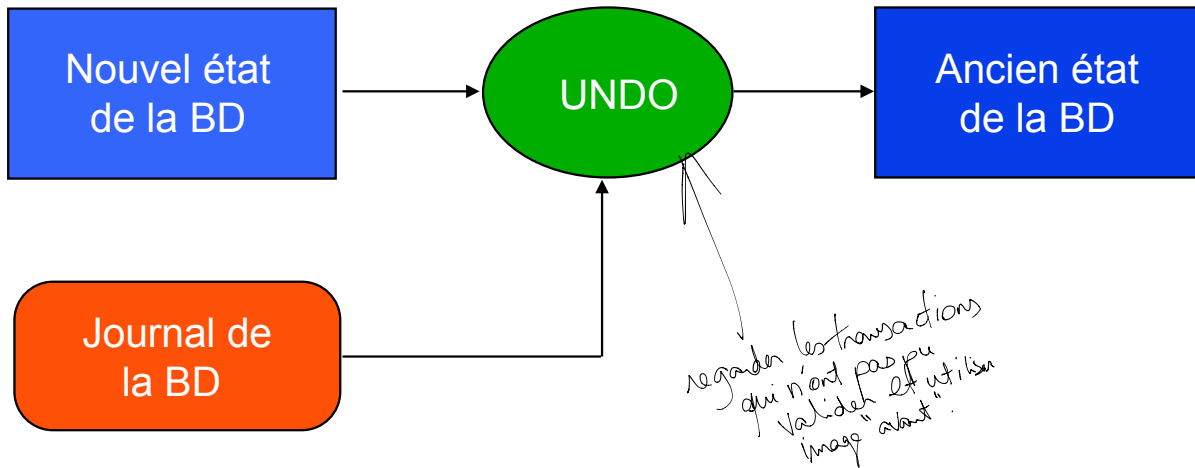 Nouvel état
de la BD
UNDO
Ancien état
de la BD
Journal de
la BD
regarder les transactions
qui n'ont pas pu
valider et utiliser
image "avant".